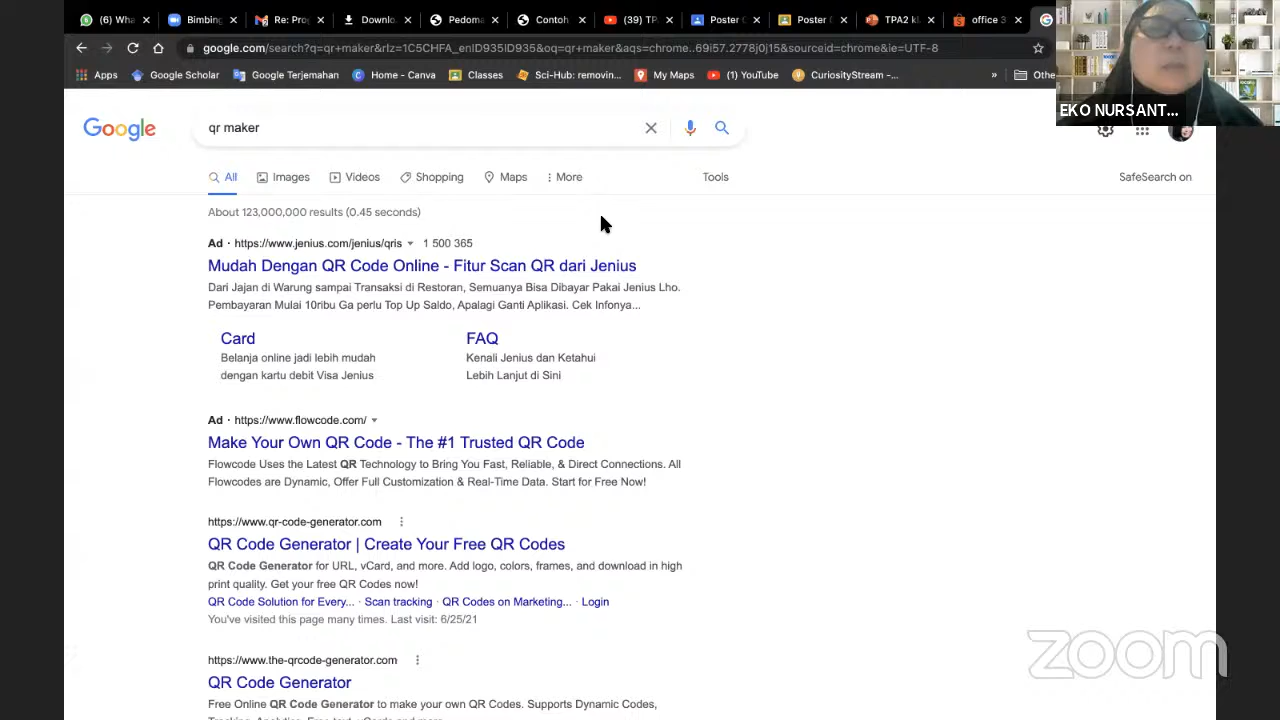 (6) Wha
Bimbing
Re: Pro
Downlo
Pedoma
Contoh
(39) TP
Poster
Poster
TPA2 kl
office 3
google.com/search?q=qr+maker&rlz=1C5CHFA_enID935ID935&oq=qr+maker&aqs=chrome..69i57.2778j0j15&sourceid=chrome&ie=UTF-8
Apps
Google Scholar
Google Terjemahan
Home - Canva
Classes
Sci-Hub: removin...
My Maps
(1) YouTube
CuriosityStream -...
»
Othe
EKO NURSANT...
Google
qr maker
All
Images
Videos
Shopping
Maps
More
Tools
SafeSearch on
About 123,000,000 results (0.45 seconds)
Ad · https://www.jenius.com/jenius/qris 1 500 365
Mudah Dengan QR Code Online - Fitur Scan QR dari Jenius
Dari Jajan di Warung sampai Transaksi di Restoran, Semuanya Bisa Dibayar Pakai Jenius Lho.
Pembayaran Mulai 10ribu Ga perlu Top Up Saldo, Apalagi Ganti Aplikasi. Cek Infonya...
Card
Belanja online jadi lebih mudah
dengan kartu debit Visa Jenius
FAQ
Kenali Jenius dan Ketahui
Lebih Lanjut di Sini
Ad · https://www.flowcode.com/
Make Your Own QR Code - The #1 Trusted QR Code
Flowcode Uses the Latest QR Technology to Bring You Fast, Reliable, & Direct Connections. All
Flowcodes are Dynamic, Offer Full Customization & Real-Time Data. Start for Free Now!
https://www.qr-code-generator.com
QR Code Generator | Create Your Free QR Codes
QR Code Generator for URL, vCard, and more. Add logo, colors, frames, and download in high
print quality. Get your free QR Codes now!
QR Code Solution for Every... · Scan tracking · QR Codes on Marketing... · Login
You've visited this page many times. Last visit: 6/25/21
https://www.the-qrcode-generator.com
QR Code Generator
Free Online QR Code Generator to make your own QR Codes. Supports Dynamic Codes,
zoom